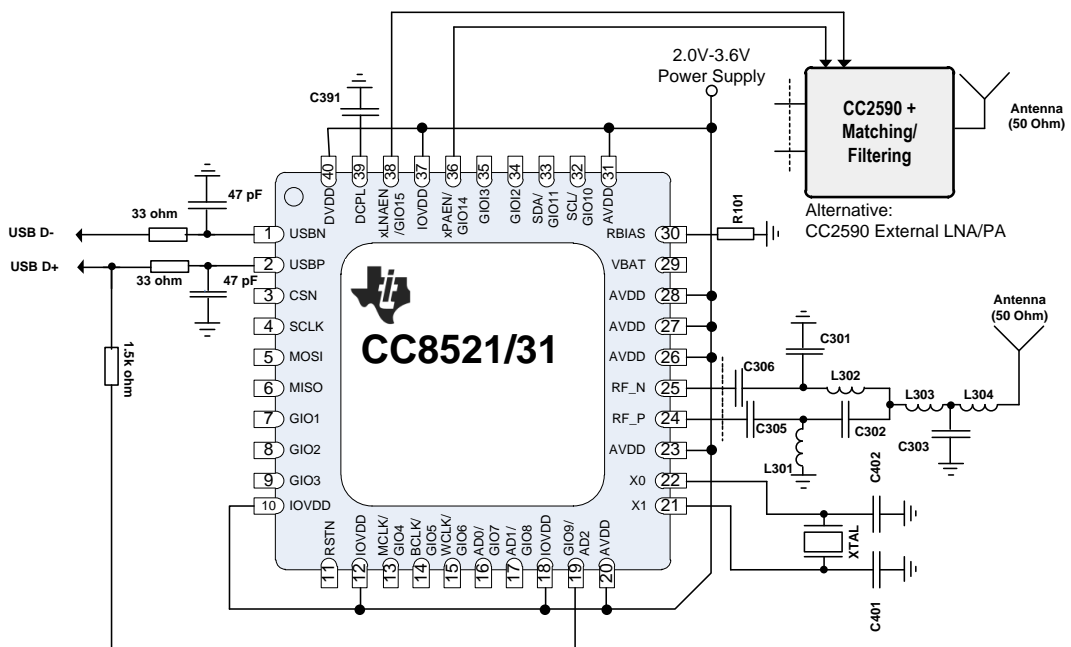 2.0V-3.6V
Power Supply
CC2590 +
Matching/
Filtering
Antenna
(50 Ohm)
Alternative:
CC2590 External LNA/PA
C391
40
39
38
37
36
35
34
33
32
31
DVDD
DCPL
xLNAEN
/GIO15
IOVDD
xPAEN/
GIO14
GIOI3
GIOI2
SDA/
GIO11
SCL/
GIO10
AVDD
47 pF
33 ohm
USB D-
1 USBN
USB D+
2 USBP
33 ohm
47 pF
3 CSN
4 SCLK
5 MOSI
6 MISO
7 GIO1
8 GIO2
9 GIO3
10 IOVDD
1.5k ohm
CC8521/31
RBIAS 30
R101
VBAT 29
AVDD 28
AVDD 27
AVDD 26
RF_N 25
RF_P 24
AVDD 23
X0 22
X1 21
Antenna
(50 Ohm)
C301
C306
L302
L303
L304
C305
C302
C303
L301
C402
XTAL
C401
RSTN
IOVDD
MCLK/
GIO4
BCLK/
GIO5
WCLK/
GIO6
AD0/
GIO7
AD1/
GIO8
IOVDD
GIO9/
AD2
AVDD
11
12
13
14
15
16
17
18
19
20